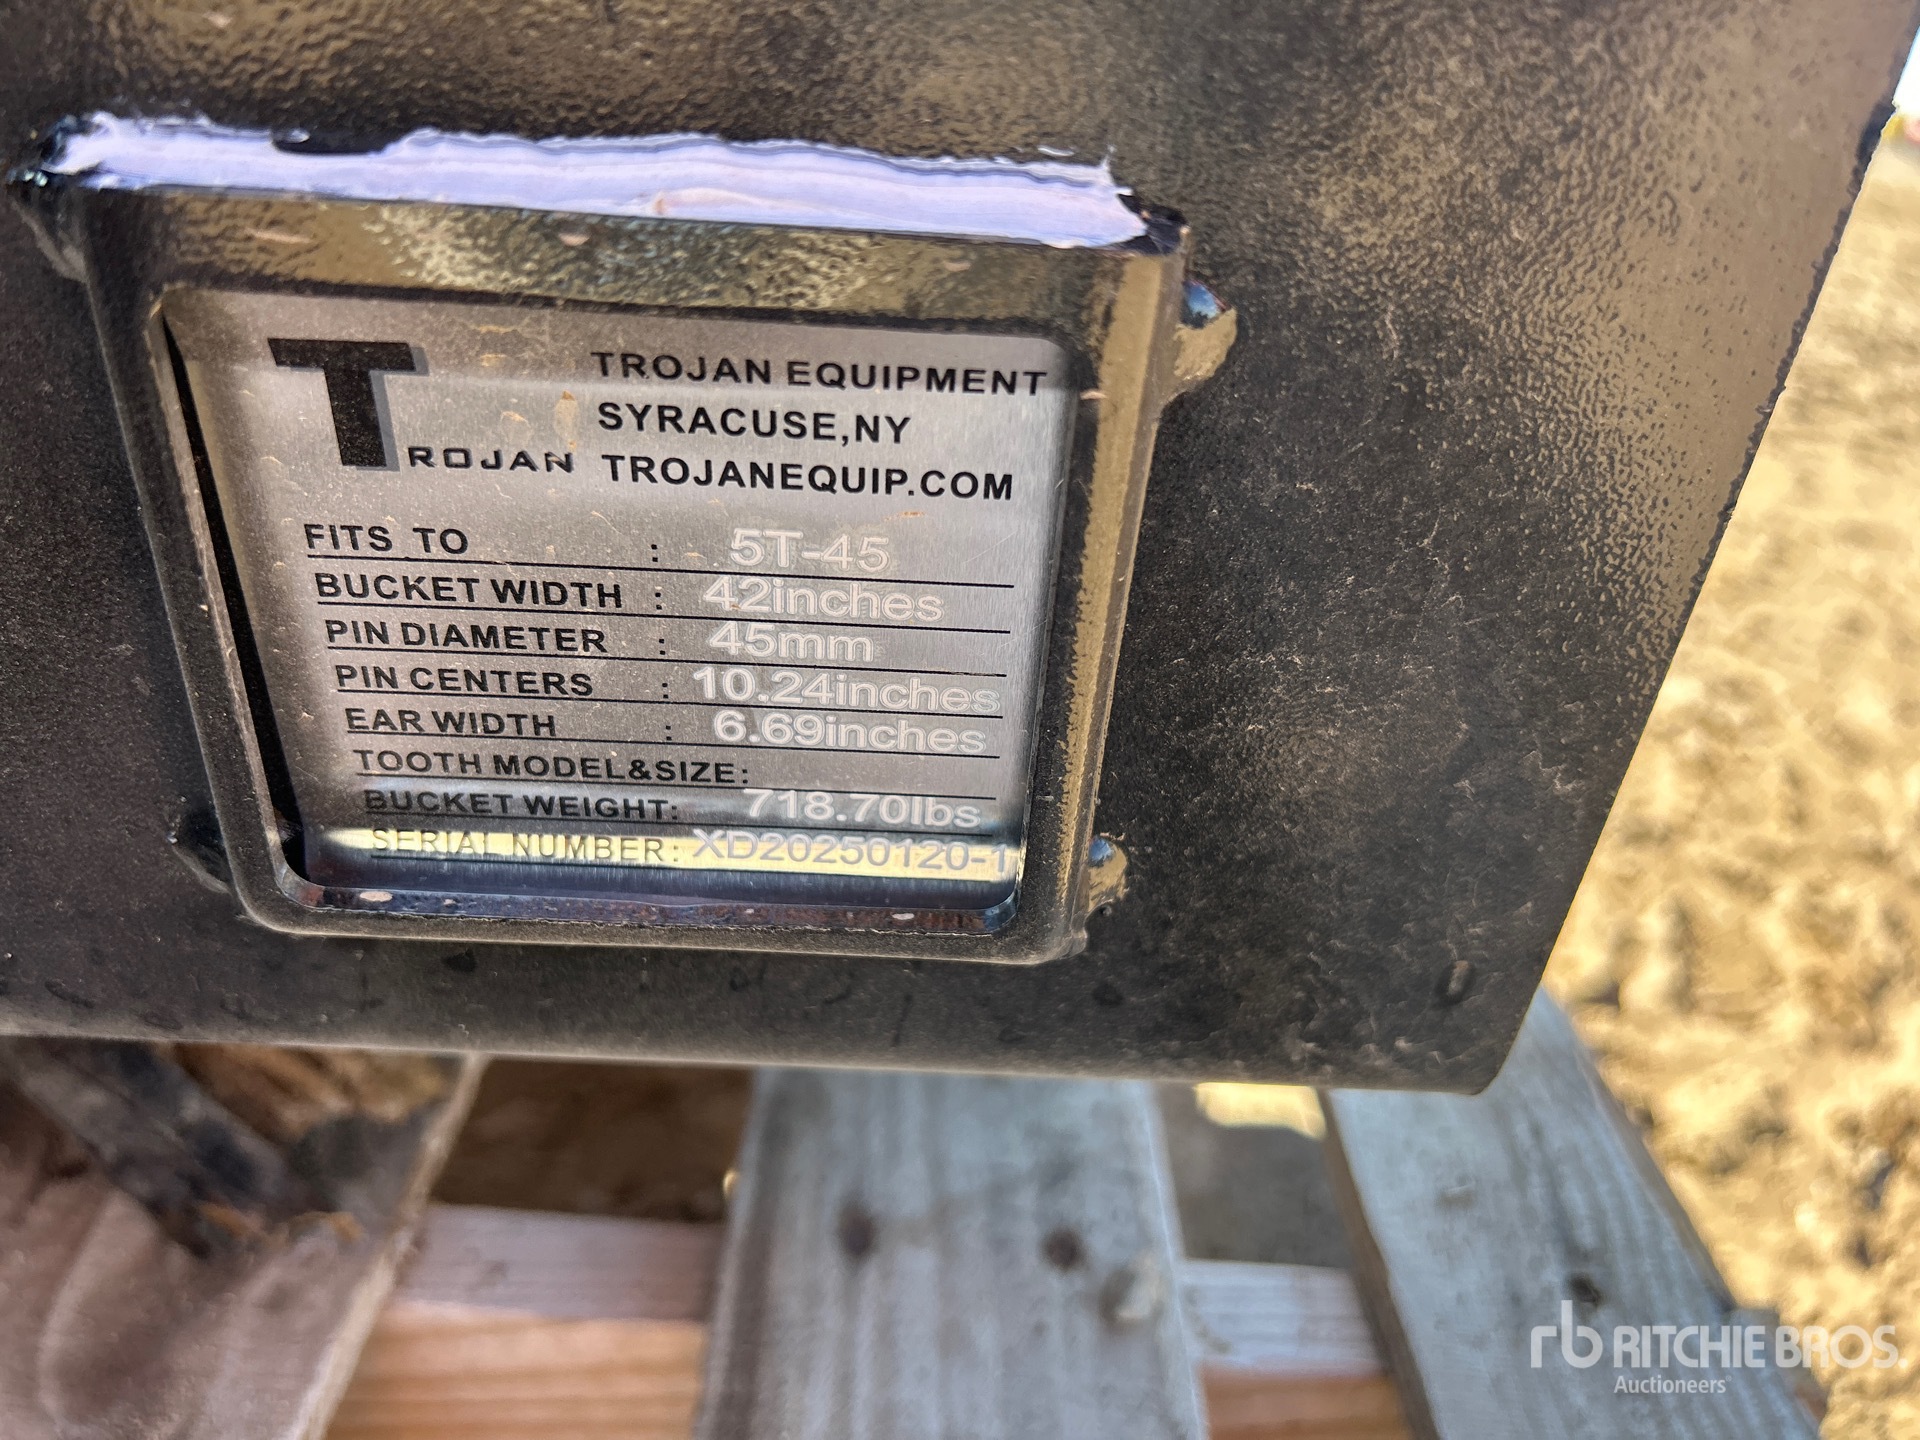 TROJAN
TROJAN EQUIPMENT
SYRACUSE,NY
TROJANEQUIP.COM
FITS TO : 5T-45
BUCKET WIDTH : 42inches
PIN DIAMETER : 45mm
PIN CENTERS : 10.24inches
EAR WIDTH : 6.69inches
TOOTH MODEL&SIZE:
BUCKET WEIGHT: 718.70lbs
SERIAL NUMBER: XD20250120-1
rb RITCHIE BROS.
Auctioneers